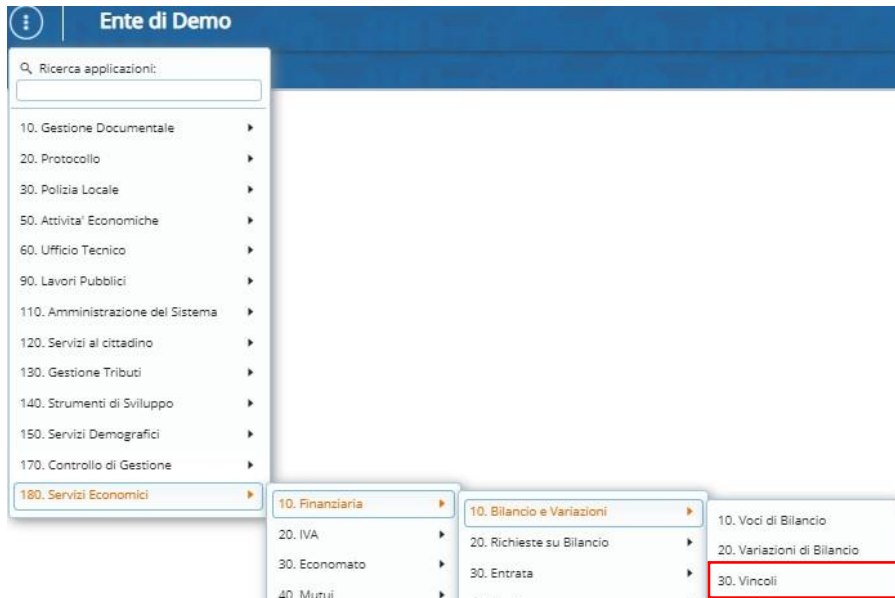 Ente di Demo
Ricerca applicazioni:
10. Gestione Documentale
20. Protocollo
30. Polizia Locale
50. Attivita' Economiche
60. Ufficio Tecnico
90. Lavori Pubblici
110. Amministrazione del Sistema
120. Servizi al cittadino
130. Gestione Tributi
140. Strumenti di Sviluppo
150. Servizi Demografici
170. Controllo di Gestione
180. Servizi Economici
10. Finanziaria
20. IVA
30. Economato
40. Mutui
10. Bilancio e Variazioni
20. Richieste su Bilancio
30. Entrata
10. Voci di Bilancio
20. Variazioni di Bilancio
30. Vincoli